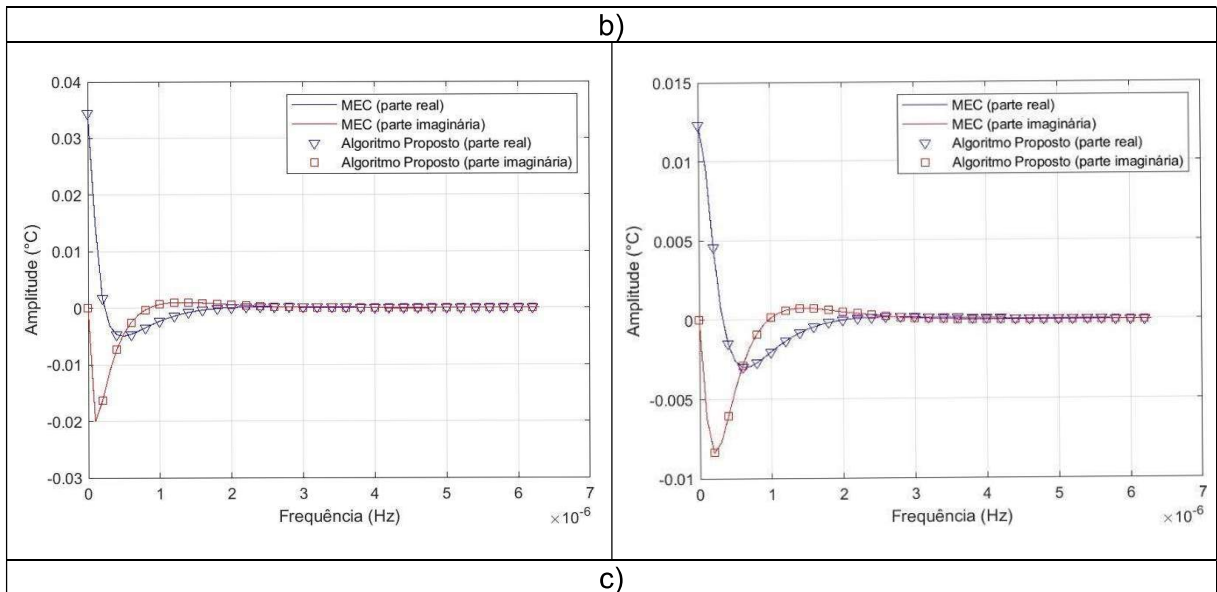 b)
0.04
0.03
0.02
0.01
0
-0.01
-0.02
-0.03
Amplitude (°C)
MEC (parte real)
MEC (parte imaginária)
Algoritmo Proposto (parte real)
Algoritmo Proposto (parte imaginária)
0 1 2 3 4 5 6 7
Frequência (Hz)
×10⁻⁶
0.015
0.01
0.005
0
-0.005
-0.01
Amplitude (°C)
MEC (parte real)
MEC (parte imaginária)
Algoritmo Proposto (parte real)
Algoritmo Proposto (parte imaginária)
0 1 2 3 4 5 6 7
Frequência (Hz)
×10⁻⁶
c)